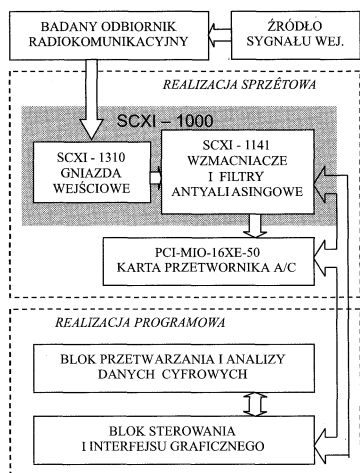 BADANY ODBIORNIK
RADIOKOMUNIKACYJNY
ŹRÓDŁO
SYGNAŁU WEJ.
REALIZACJA SPRZĘTOWA
SCXI – 1000
SCXI - 1310
GNIAZDA
WEJŚCIOWE
SCXI - 1141
WZMACNIACZE
I FILTRY
ANTYALIASINGOWE
PCI-MIO-16XE-50
KARTA PRZETWORNIKA A/C
REALIZACJA PROGRAMOWA
BLOK PRZETWARZANIA I ANALIZY
DANYCH CYFROWYCH
BLOK STEROWANIA
I INTERFEJSU GRAFICZNEGO